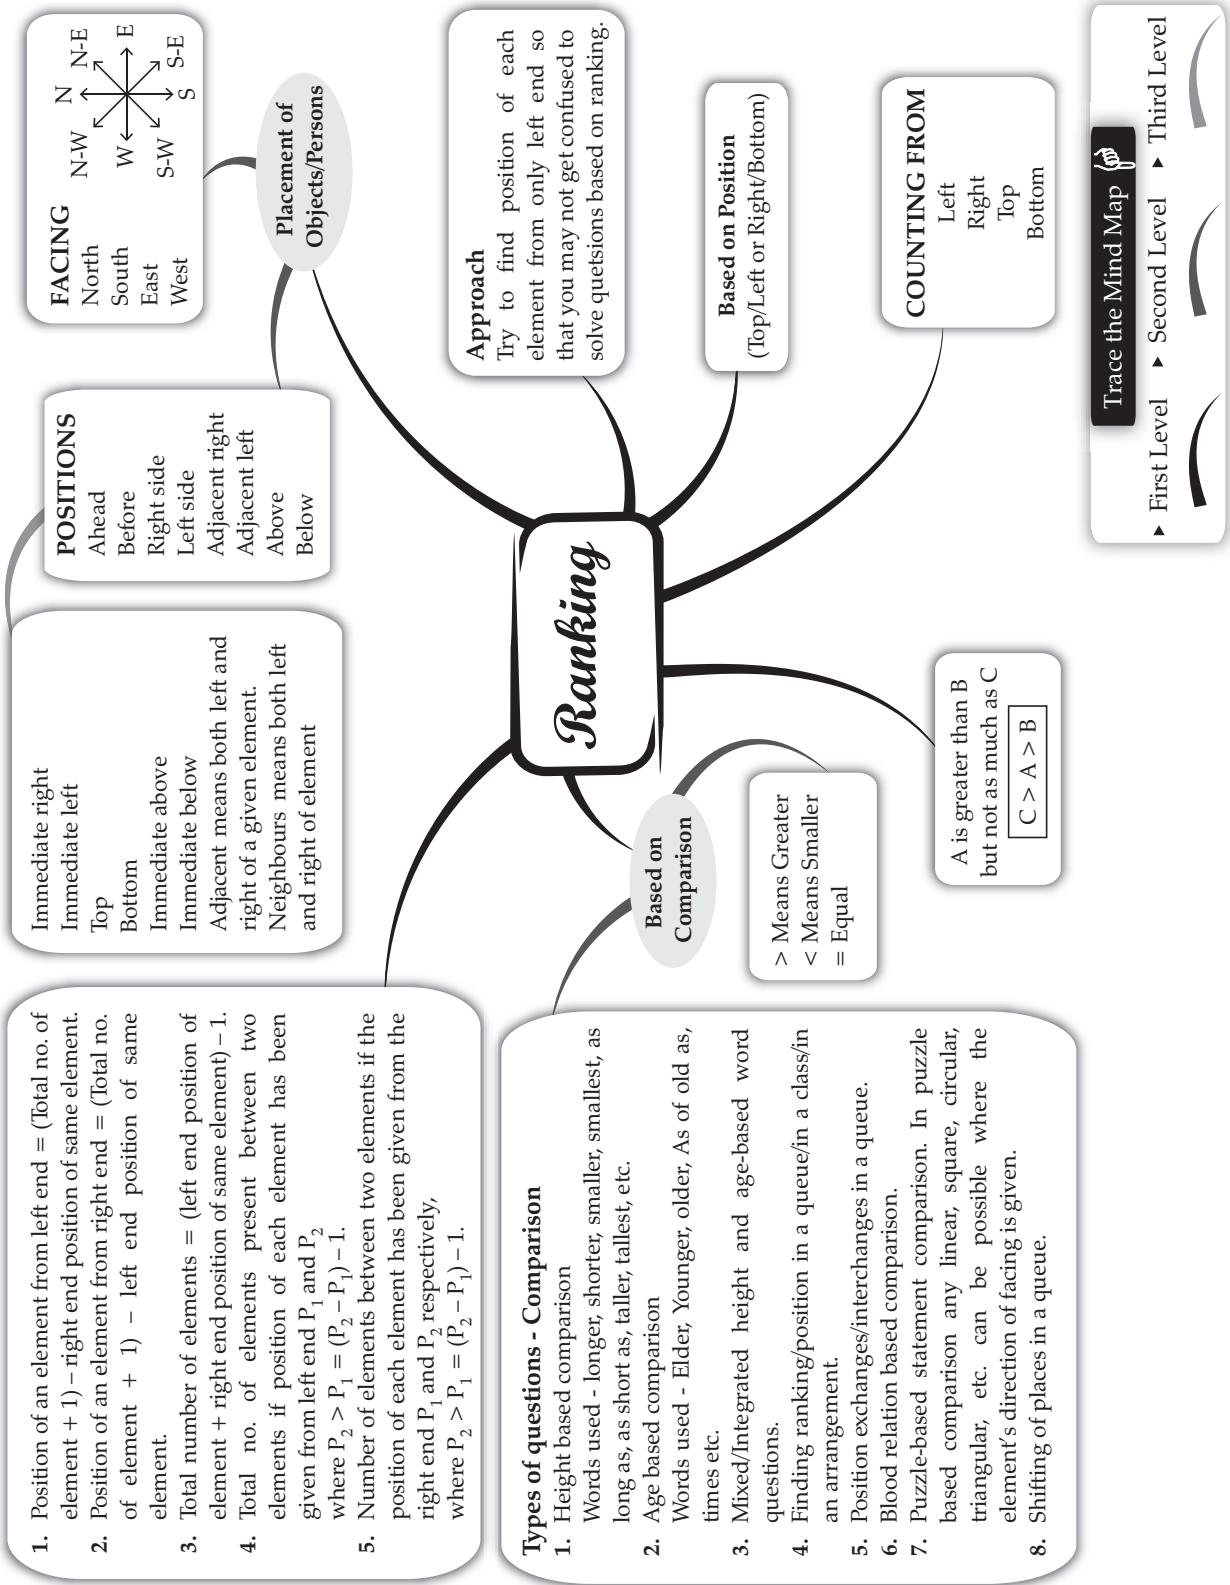 1. Position of an element from left end = (Total no. of
element + 1) – right end position of same element.
2. Position of an element from right end = (Total no.
of element + 1) – left end position of same
element.
3. Total number of elements = (left end position of
element + right end position of same element) – 1.
4. Total no. of elements present between two
elements if position of each element has been
given from left end P₁ and P₂
where P₂ > P₁ = (P₂ – P₁) – 1.
5. Number of elements between two elements if the
position of each element has been given from the
right end P₁ and P₂ respectively,
where P₂ > P₁ = (P₂ – P₁) – 1.
Immediate right
Immediate left
Top
Bottom
Immediate above
Immediate below
Adjacent means both left and
right of a given element.
Neighbours means both left
and right of element
POSITIONS
Ahead
Before
Right side
Left side
Adjacent right
Adjacent left
Above
Below
FACING
North
South
East
West
N
N-E
E
S-E
S
S-W
W
N-W
Placement of
Objects/Persons
Ranking
Approach
Try to find position of each
element from only left end so
that you may not get confused to
solve quetsions based on ranking.
Based on Position
(Top/Left or Right/Bottom)
COUNTING FROM
Left
Right
Top
Bottom
Based on
Comparison
Types of questions - Comparison
1. Height based comparison
Words used - longer, shorter, smaller, smallest, as
long as, as short as, taller, tallest, etc.
2. Age based comparison
Words used - Elder, Younger, older, As of old as,
times etc.
3. Mixed/Integrated height and age-based word
questions.
4. Finding ranking/position in a queue/in a class/in
an arrangement.
5. Position exchanges/interchanges in a queue.
6. Blood relation based comparison.
7. Puzzle-based statement comparison. In puzzle
based comparison any linear, square, circular,
triangular, etc. can be possible where the
element's direction of facing is given.
8. Shifting of places in a queue.
> Means Greater
< Means Smaller
= Equal
A is greater than B
but not as much as C
C > A > B
Trace the Mind Map
▸ First Level ▸ Second Level ▸ Third Level